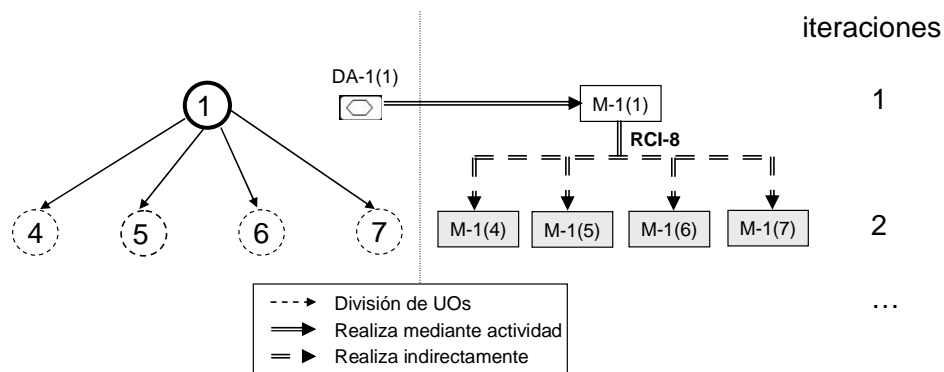 iteraciones
DA-1(1)
1
M-1(1)
1
RCI-8
4
5
6
7
M-1(4)
M-1(5)
M-1(6)
M-1(7)
2
División de UOs
Realiza mediante actividad
Realiza indirectamente
...